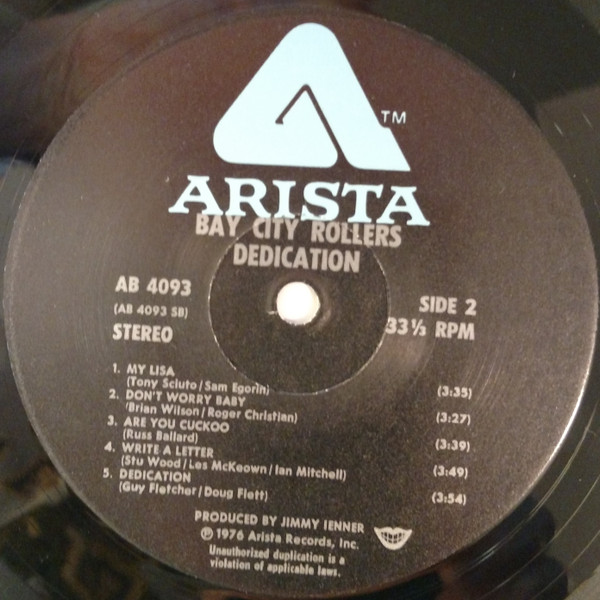 TM
ARISTA
BAY CITY ROLLERS
DEDICATION
AB 4093
(AB 4093 SB)
STEREO
SIDE 2
33⅓ RPM
1. MY LISA
(Tony Sciuto/Sam Egorin) (3:35)
2. DON'T WORRY BABY
(Brian Wilson/Roger Christian) (3:27)
3. ARE YOU CUCKOO
(Russ Ballard) (3:39)
4. WRITE A LETTER
(Stu Wood/Les McKeown/Ian Mitchell) (3:49)
5. DEDICATION
(Guy Fletcher/Doug Flett) (3:54)
PRODUCED BY JIMMY IENNER
℗ 1976 Arista Records, Inc.
Unauthorized duplication is a
violation of applicable laws.